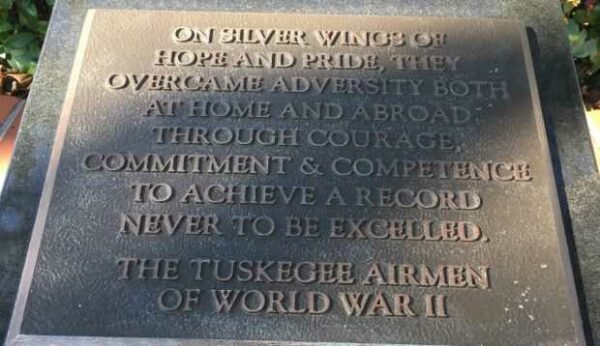 ON SILVER WINGS OF
HOPE AND PRIDE, THEY
OVERCAME ADVERSITY BOTH
AT HOME AND ABROAD
THROUGH COURAGE,
COMMITMENT & COMPETENCE
TO ACHIEVE A RECORD
NEVER TO BE EXCELLED.
THE TUSKEGEE AIRMEN
OF WORLD WAR II